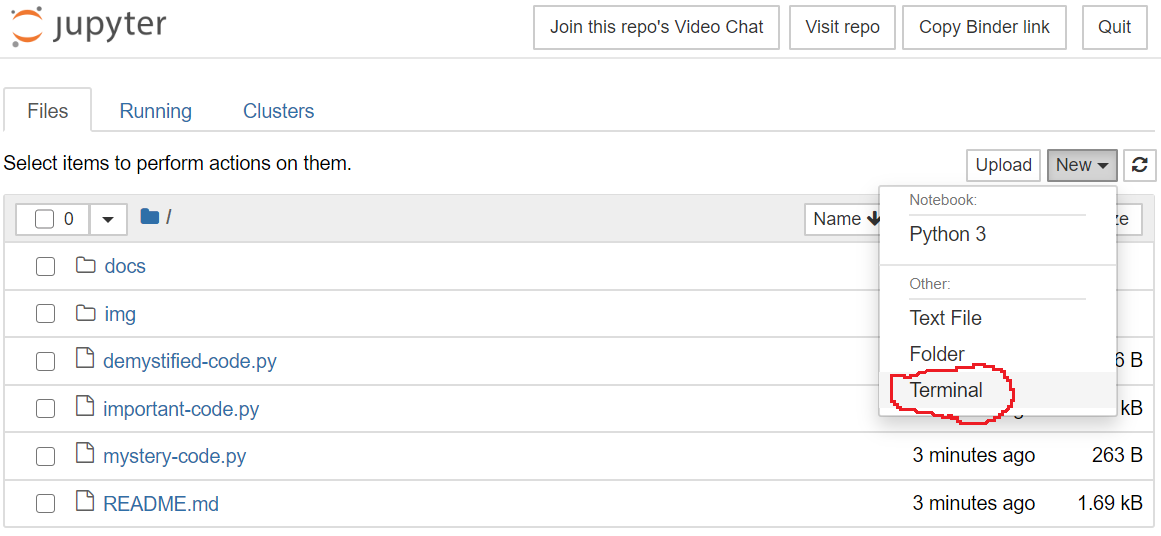 jupyter Join this repo's Video Chat Visit repo Copy Binder link Quit
Files Running Clusters
Select items to perform actions on them. Upload New
0 / Name ze
Notebook:
Python 3
docs
Other:
img Text File
demystified-code.py Folder 6 B
Terminal
important-code.py kB
mystery-code.py 3 minutes ago 263 B
README.md 3 minutes ago 1.69 kB